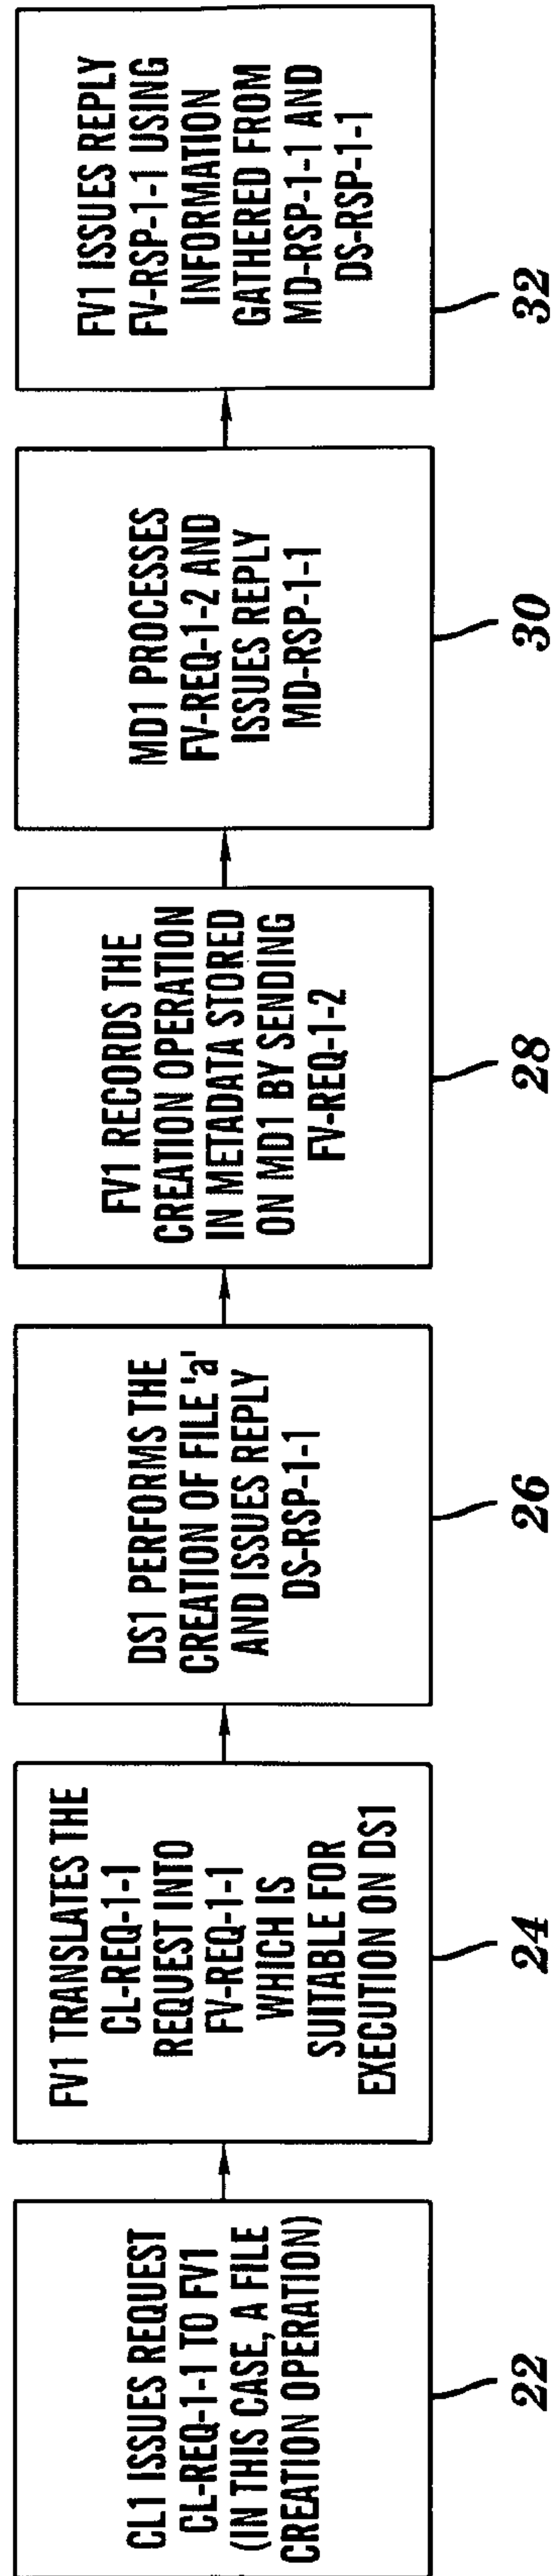 CL1 ISSUES REQUEST
CL-REQ-1-1 TO FV1
(IN THIS CASE, A FILE
CREATION OPERATION)
22
FV1 TRANSLATES THE
CL-REQ-1-1
REQUEST INTO
FV-REQ-1-1
WHICH IS
SUITABLE FOR
EXECUTION ON DS1
24
DS1 PERFORMS THE
CREATION OF FILE 'a'
AND ISSUES REPLY
DS-RSP-1-1
26
FV1 RECORDS THE
CREATION OPERATION
IN METADATA STORED
ON MD1 BY SENDING
FV-REQ-1-2
28
MD1 PROCESSES
FV-REQ-1-2 AND
ISSUES REPLY
MD-RSP-1-1
30
FV1 ISSUES REPLY
FV-RSP-1-1 USING
INFORMATION
GATHERED FROM
MD-RSP-1-1 AND
DS-RSP-1-1
32